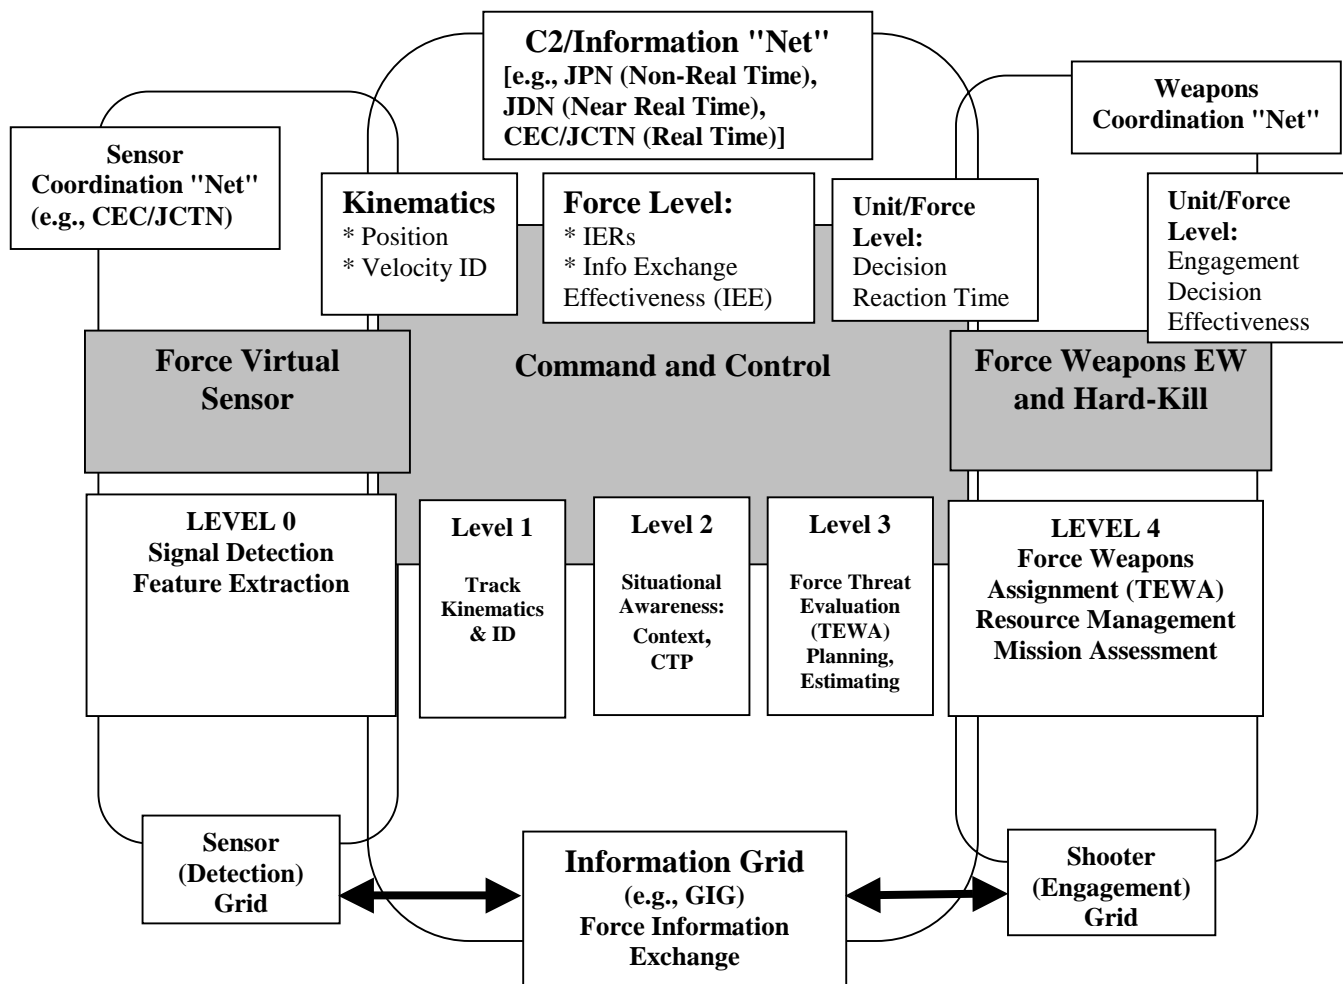 C2/Information "Net"
[e.g., JPN (Non-Real Time),
JDN (Near Real Time),
CEC/JCTN (Real Time)]
Weapons
Coordination "Net"
Sensor
Coordination "Net"
(e.g., CEC/JCTN)
Kinematics
* Position
* Velocity ID
Force Level:
* IERs
* Info Exchange
Effectiveness (IEE)
Unit/Force
Level:
Decision
Reaction Time
Unit/Force
Level:
Engagement
Decision
Effectiveness
Force Virtual
Sensor
Command and Control
Force Weapons EW
and Hard-Kill
LEVEL 0
Signal Detection
Feature Extraction
Level 1
Track
Kinematics
& ID
Level 2
Situational
Awareness:
Context,
CTP
Level 3
Force Threat
Evaluation
(TEWA)
Planning,
Estimating
LEVEL 4
Force Weapons
Assignment (TEWA)
Resource Management
Mission Assessment
Sensor
(Detection)
Grid
Information Grid
(e.g., GIG)
Force Information
Exchange
Shooter
(Engagement)
Grid